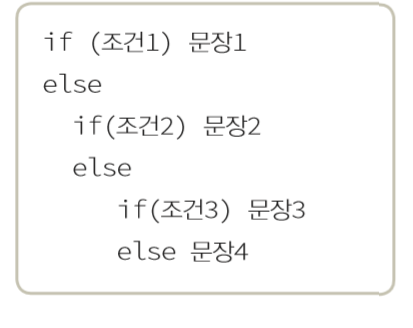 if (조건1) 문장1
else
if(조건2) 문장2
else
if(조건3) 문장3
else 문장4